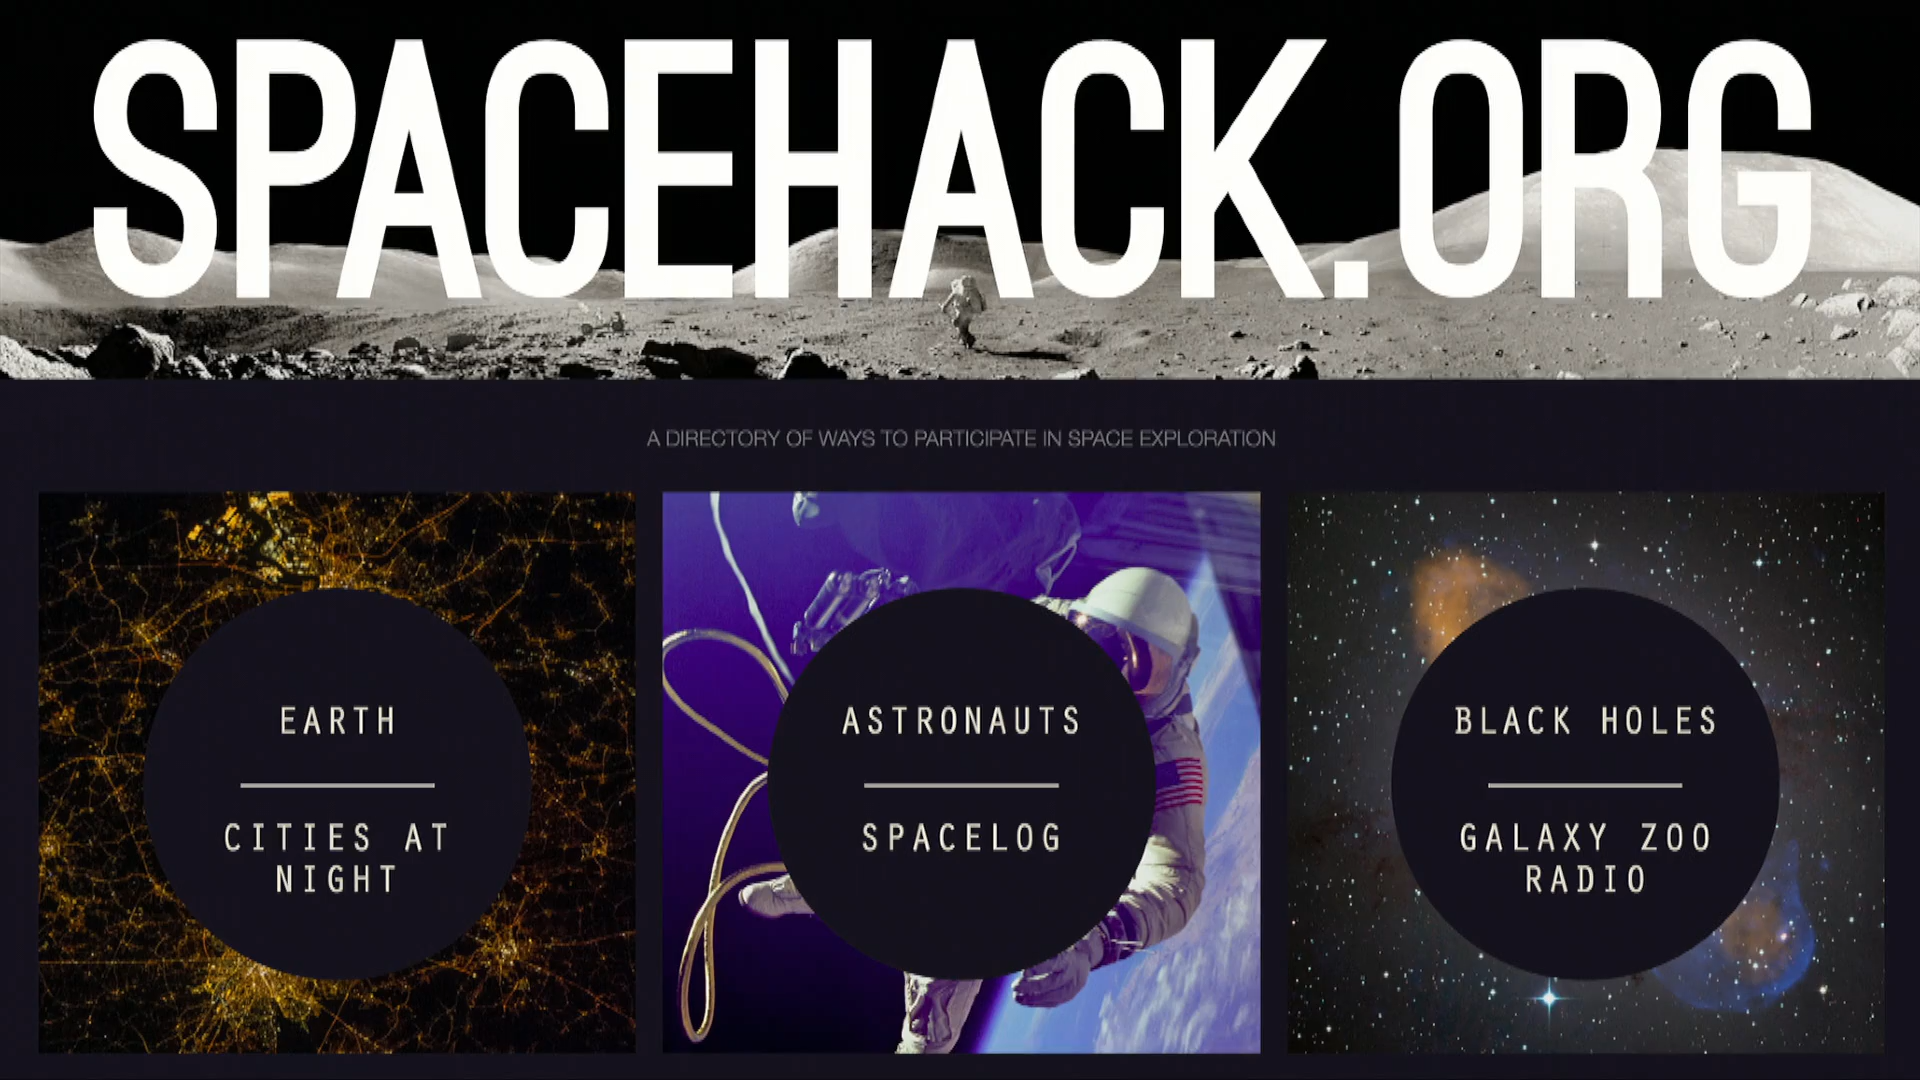 SPACEHACK.ORG
A DIRECTORY OF WAYS TO PARTICIPATE IN SPACE EXPLORATION
EARTH
CITIES AT
NIGHT
ASTRONAUTS
SPACELOG
BLACK HOLES
GALAXY ZOO
RADIO